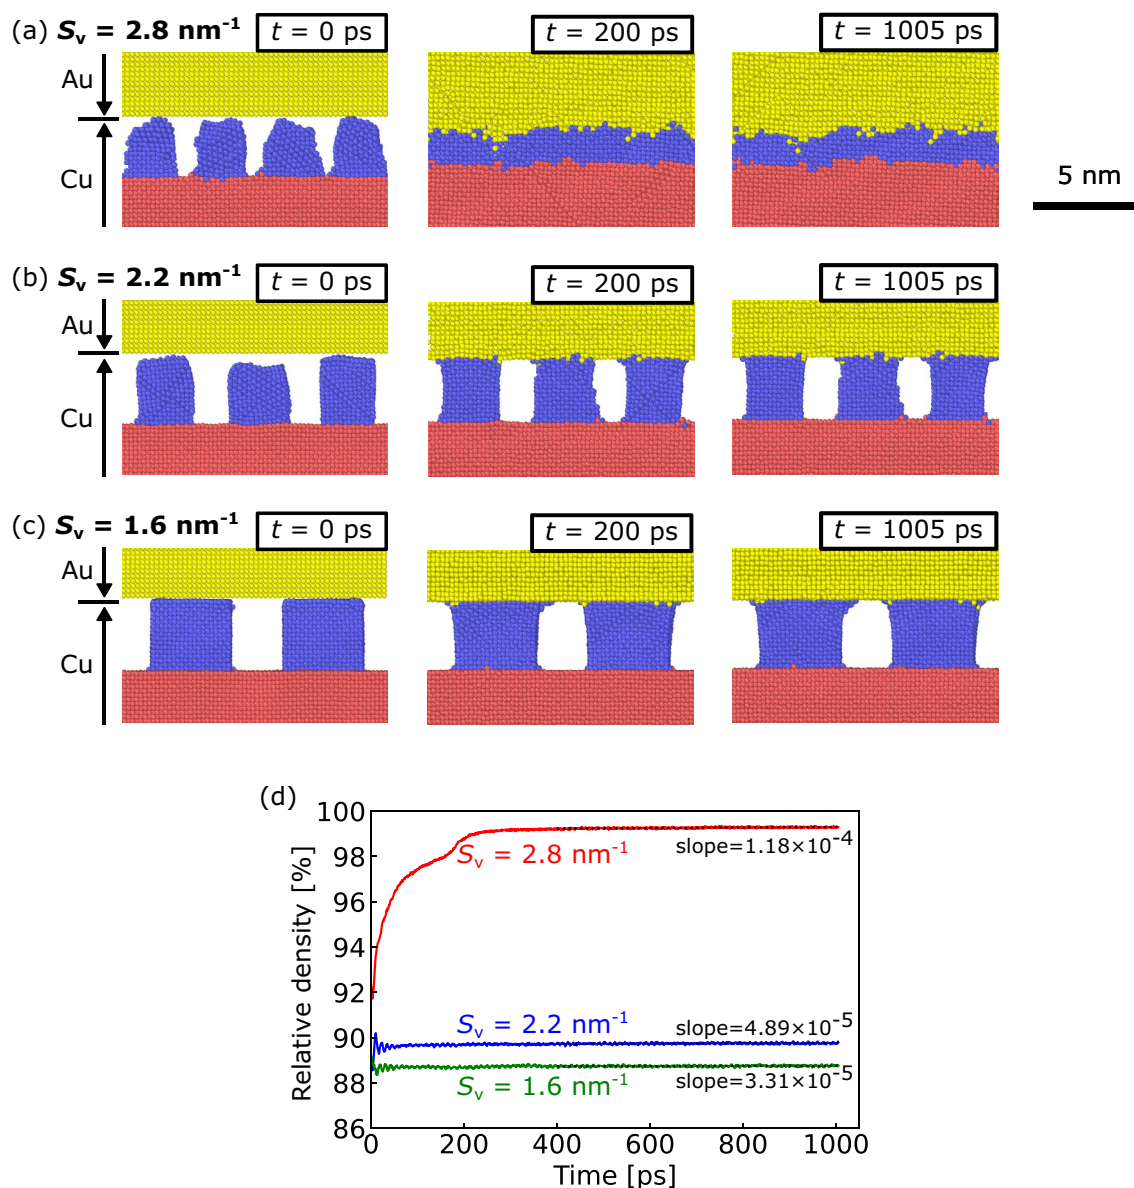 (a) Sv = 2.8 nm-1
t = 0 ps
t = 200 ps
t = 1005 ps
Au
Cu
5 nm
(b) Sv = 2.2 nm-1
t = 0 ps
t = 200 ps
t = 1005 ps
Au
Cu
(c) Sv = 1.6 nm-1
t = 0 ps
t = 200 ps
t = 1005 ps
Au
Cu
(d)
Relative density [%]
100
98
96
94
92
90
88
86
Sv = 2.8 nm-1
slope=1.18×10−4
Sv = 2.2 nm-1
slope=4.89×10−5
Sv = 1.6 nm-1
slope=3.31×10−5
0
200
400
600
800
1000
Time [ps]